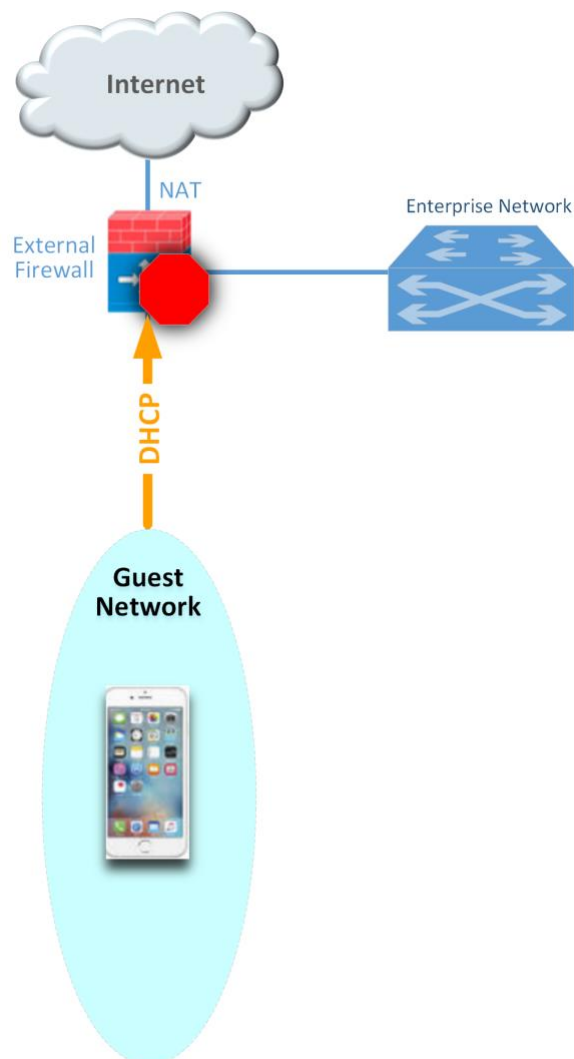 Internet
NAT
Enterprise Network
External
Firewall
DHCP
Guest
Network